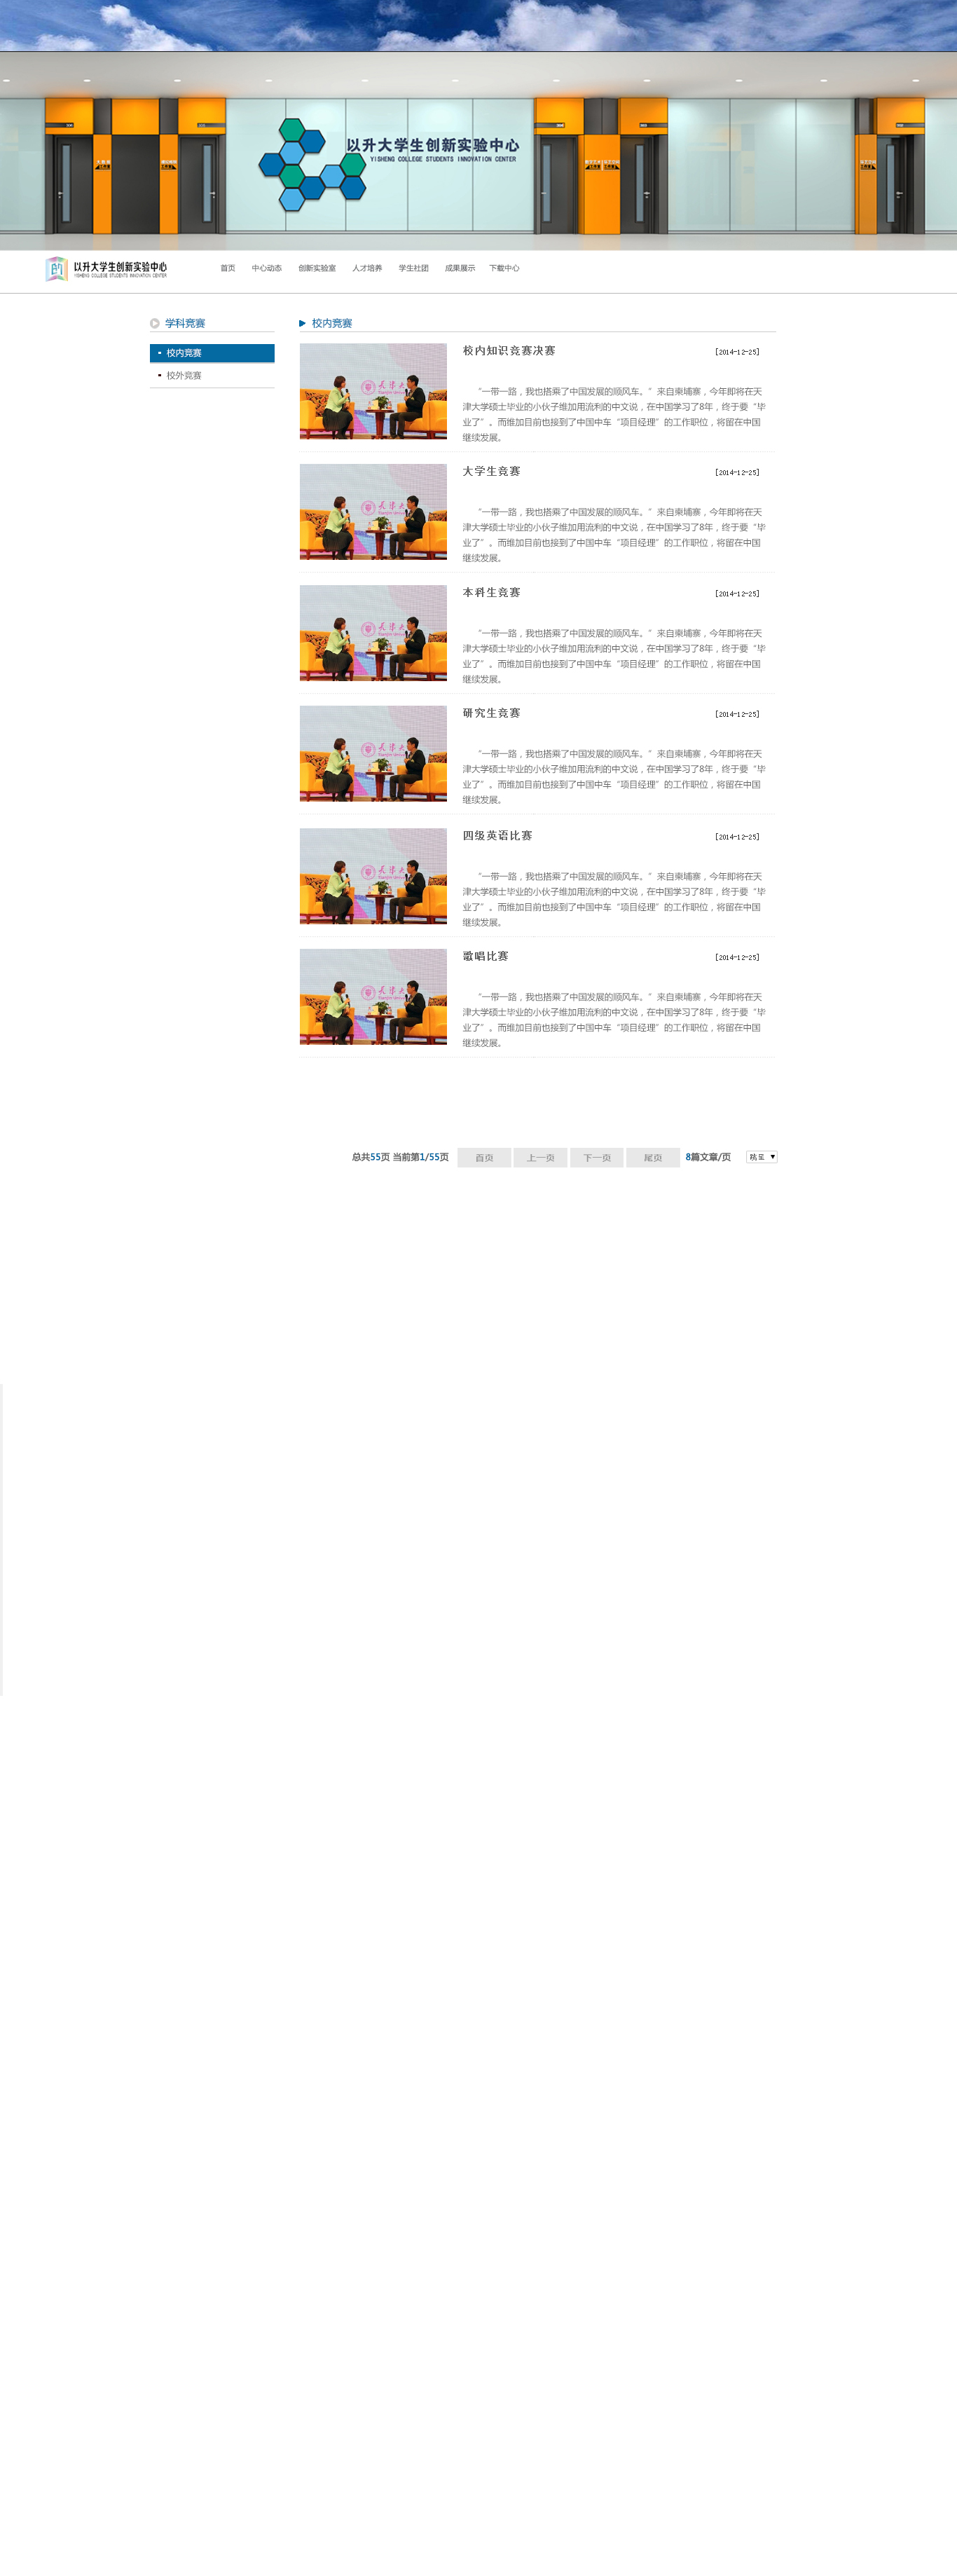 以升大学生创新实验中心
YISHENG COLLEGE STUDENTS INNOVATION CENTER
以升大学生创新实验中心
YISHENG COLLEGE STUDENTS INNOVATION CENTER
首页 中心动态 创新实验室 人才培养 学生社团 成果展示 下载中心
学科竞赛
校内竞赛
校外竞赛
校内竞赛
校内知识竞赛决赛 [2014-12-25]
“一带一路，我也搭乘了中国发展的顺风车。”来自柬埔寨，今年即将在天
津大学硕士毕业的小伙子维加用流利的中文说，在中国学习了8年，终于要“毕
业了”。而维加目前也接到了中国中车“项目经理”的工作职位，将留在中国
继续发展。
大学生竞赛 [2014-12-25]
“一带一路，我也搭乘了中国发展的顺风车。”来自柬埔寨，今年即将在天
津大学硕士毕业的小伙子维加用流利的中文说，在中国学习了8年，终于要“毕
业了”。而维加目前也接到了中国中车“项目经理”的工作职位，将留在中国
继续发展。
本科生竞赛 [2014-12-25]
“一带一路，我也搭乘了中国发展的顺风车。”来自柬埔寨，今年即将在天
津大学硕士毕业的小伙子维加用流利的中文说，在中国学习了8年，终于要“毕
业了”。而维加目前也接到了中国中车“项目经理”的工作职位，将留在中国
继续发展。
研究生竞赛 [2014-12-25]
“一带一路，我也搭乘了中国发展的顺风车。”来自柬埔寨，今年即将在天
津大学硕士毕业的小伙子维加用流利的中文说，在中国学习了8年，终于要“毕
业了”。而维加目前也接到了中国中车“项目经理”的工作职位，将留在中国
继续发展。
四级英语比赛 [2014-12-25]
“一带一路，我也搭乘了中国发展的顺风车。”来自柬埔寨，今年即将在天
津大学硕士毕业的小伙子维加用流利的中文说，在中国学习了8年，终于要“毕
业了”。而维加目前也接到了中国中车“项目经理”的工作职位，将留在中国
继续发展。
歌唱比赛 [2014-12-25]
“一带一路，我也搭乘了中国发展的顺风车。”来自柬埔寨，今年即将在天
津大学硕士毕业的小伙子维加用流利的中文说，在中国学习了8年，终于要“毕
业了”。而维加目前也接到了中国中车“项目经理”的工作职位，将留在中国
继续发展。
总共55页 当前第1/55页 首页 上一页 下一页 尾页 8篇文章/页 跳至